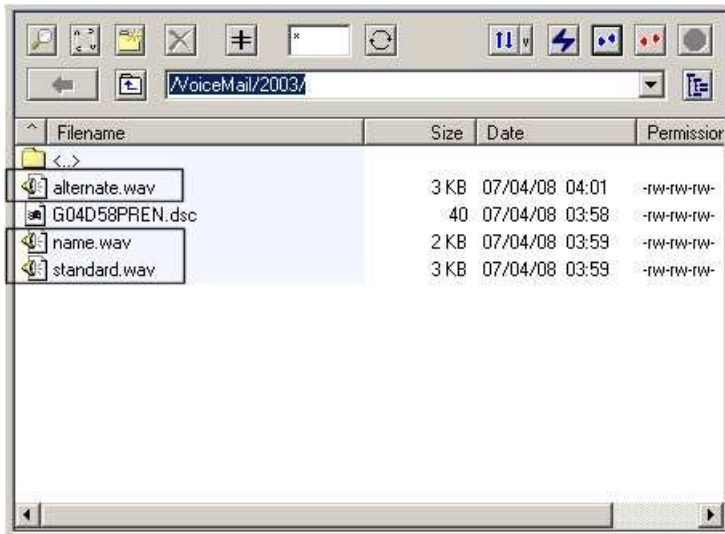 *
/VoiceMail/2003/
^ Filename Size Date Permission
<..>
alternate.wav 3 KB 07/04/08 04:01 -rw-rw-rw-
G04D58PREN.dsc 40 07/04/08 03:58 -rw-rw-rw-
name.wav 2 KB 07/04/08 03:59 -rw-rw-rw-
standard.wav 3 KB 07/04/08 03:59 -rw-rw-rw-